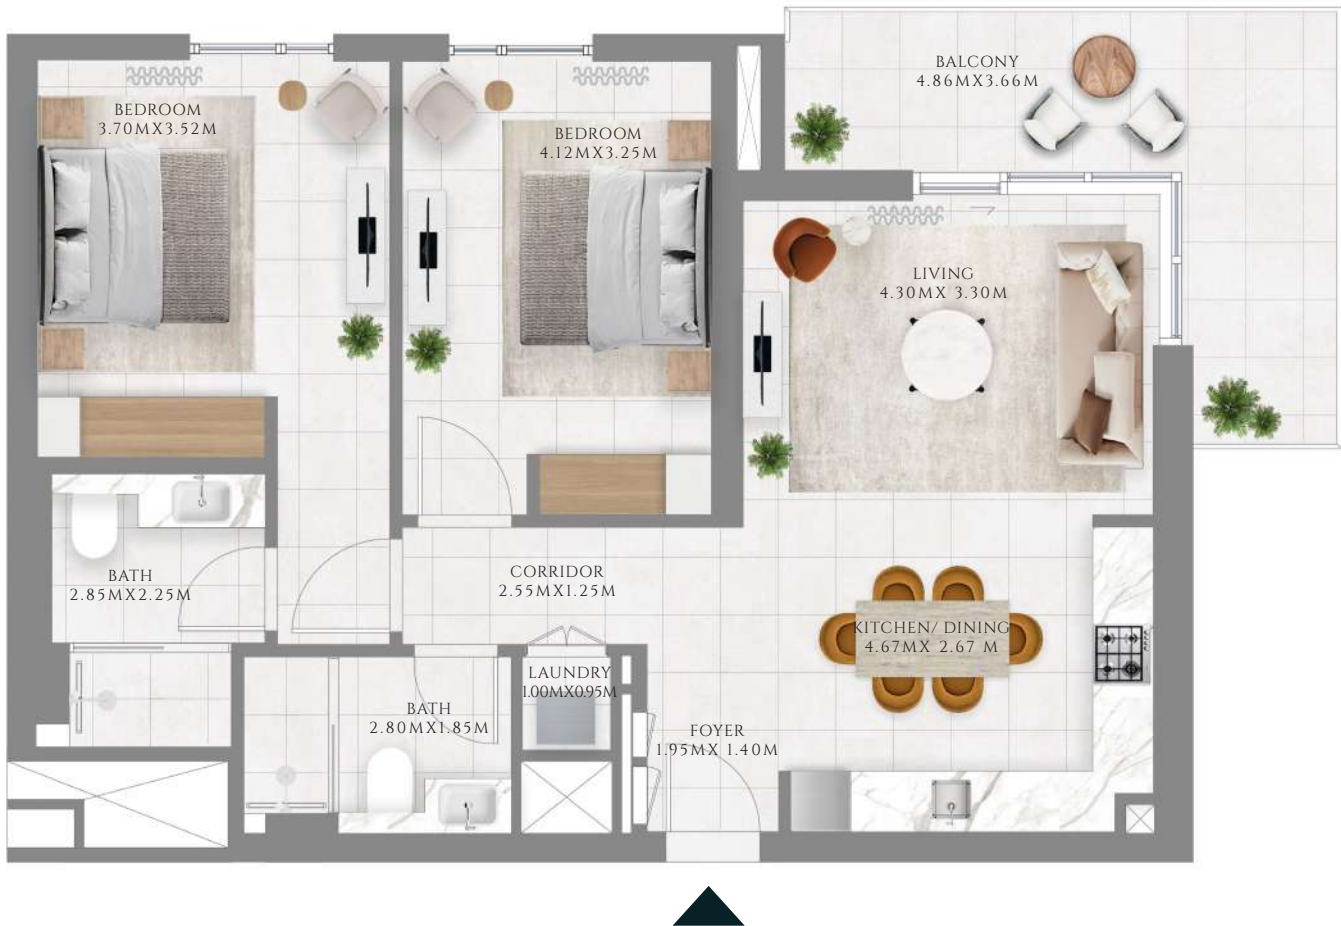 BALCONY
4.86MX3.66M
BEDROOM
3.70MX3.52M
BEDROOM
4.12MX3.25M
LIVING
4.30MX 3.30M
CORRIDOR
2.55MX1.25M
BATH
2.85MX2.25M
KITCHEN/ DINING
4.67MX 2.67 M
LAUNDRY
1.00MX0.95M
BATH
2.80MX1.85M
FOYER
1.95MX 1.40M